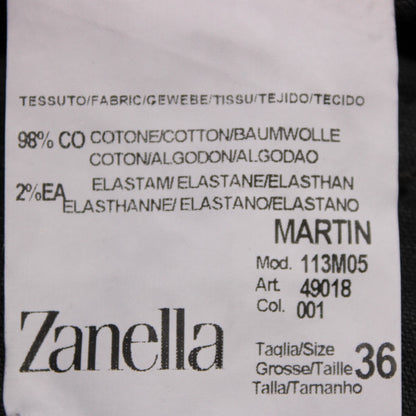 TESSUTO/FABRIC/GEWEBE/TISSU/TEJIDO/TECIDO
98% CO COTONE/COTTON/BAUMWOLLE
COTON/ALGODON/ALGODAO
2%EA ELASTAM/ELASTANE/ELASTHAN
ELASTHANNE/ELASTANO/ELASTANO
MARTIN
Mod. 113M05
Art. 49018
Col. 001
Zanella
Taglia/Size
Grosse/Taille 36
Talla/Tamanho